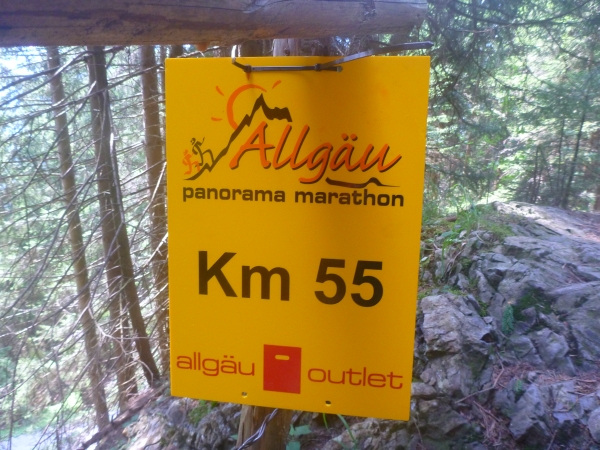 Allgäu
panorama marathon
Km 55
allgäu outlet